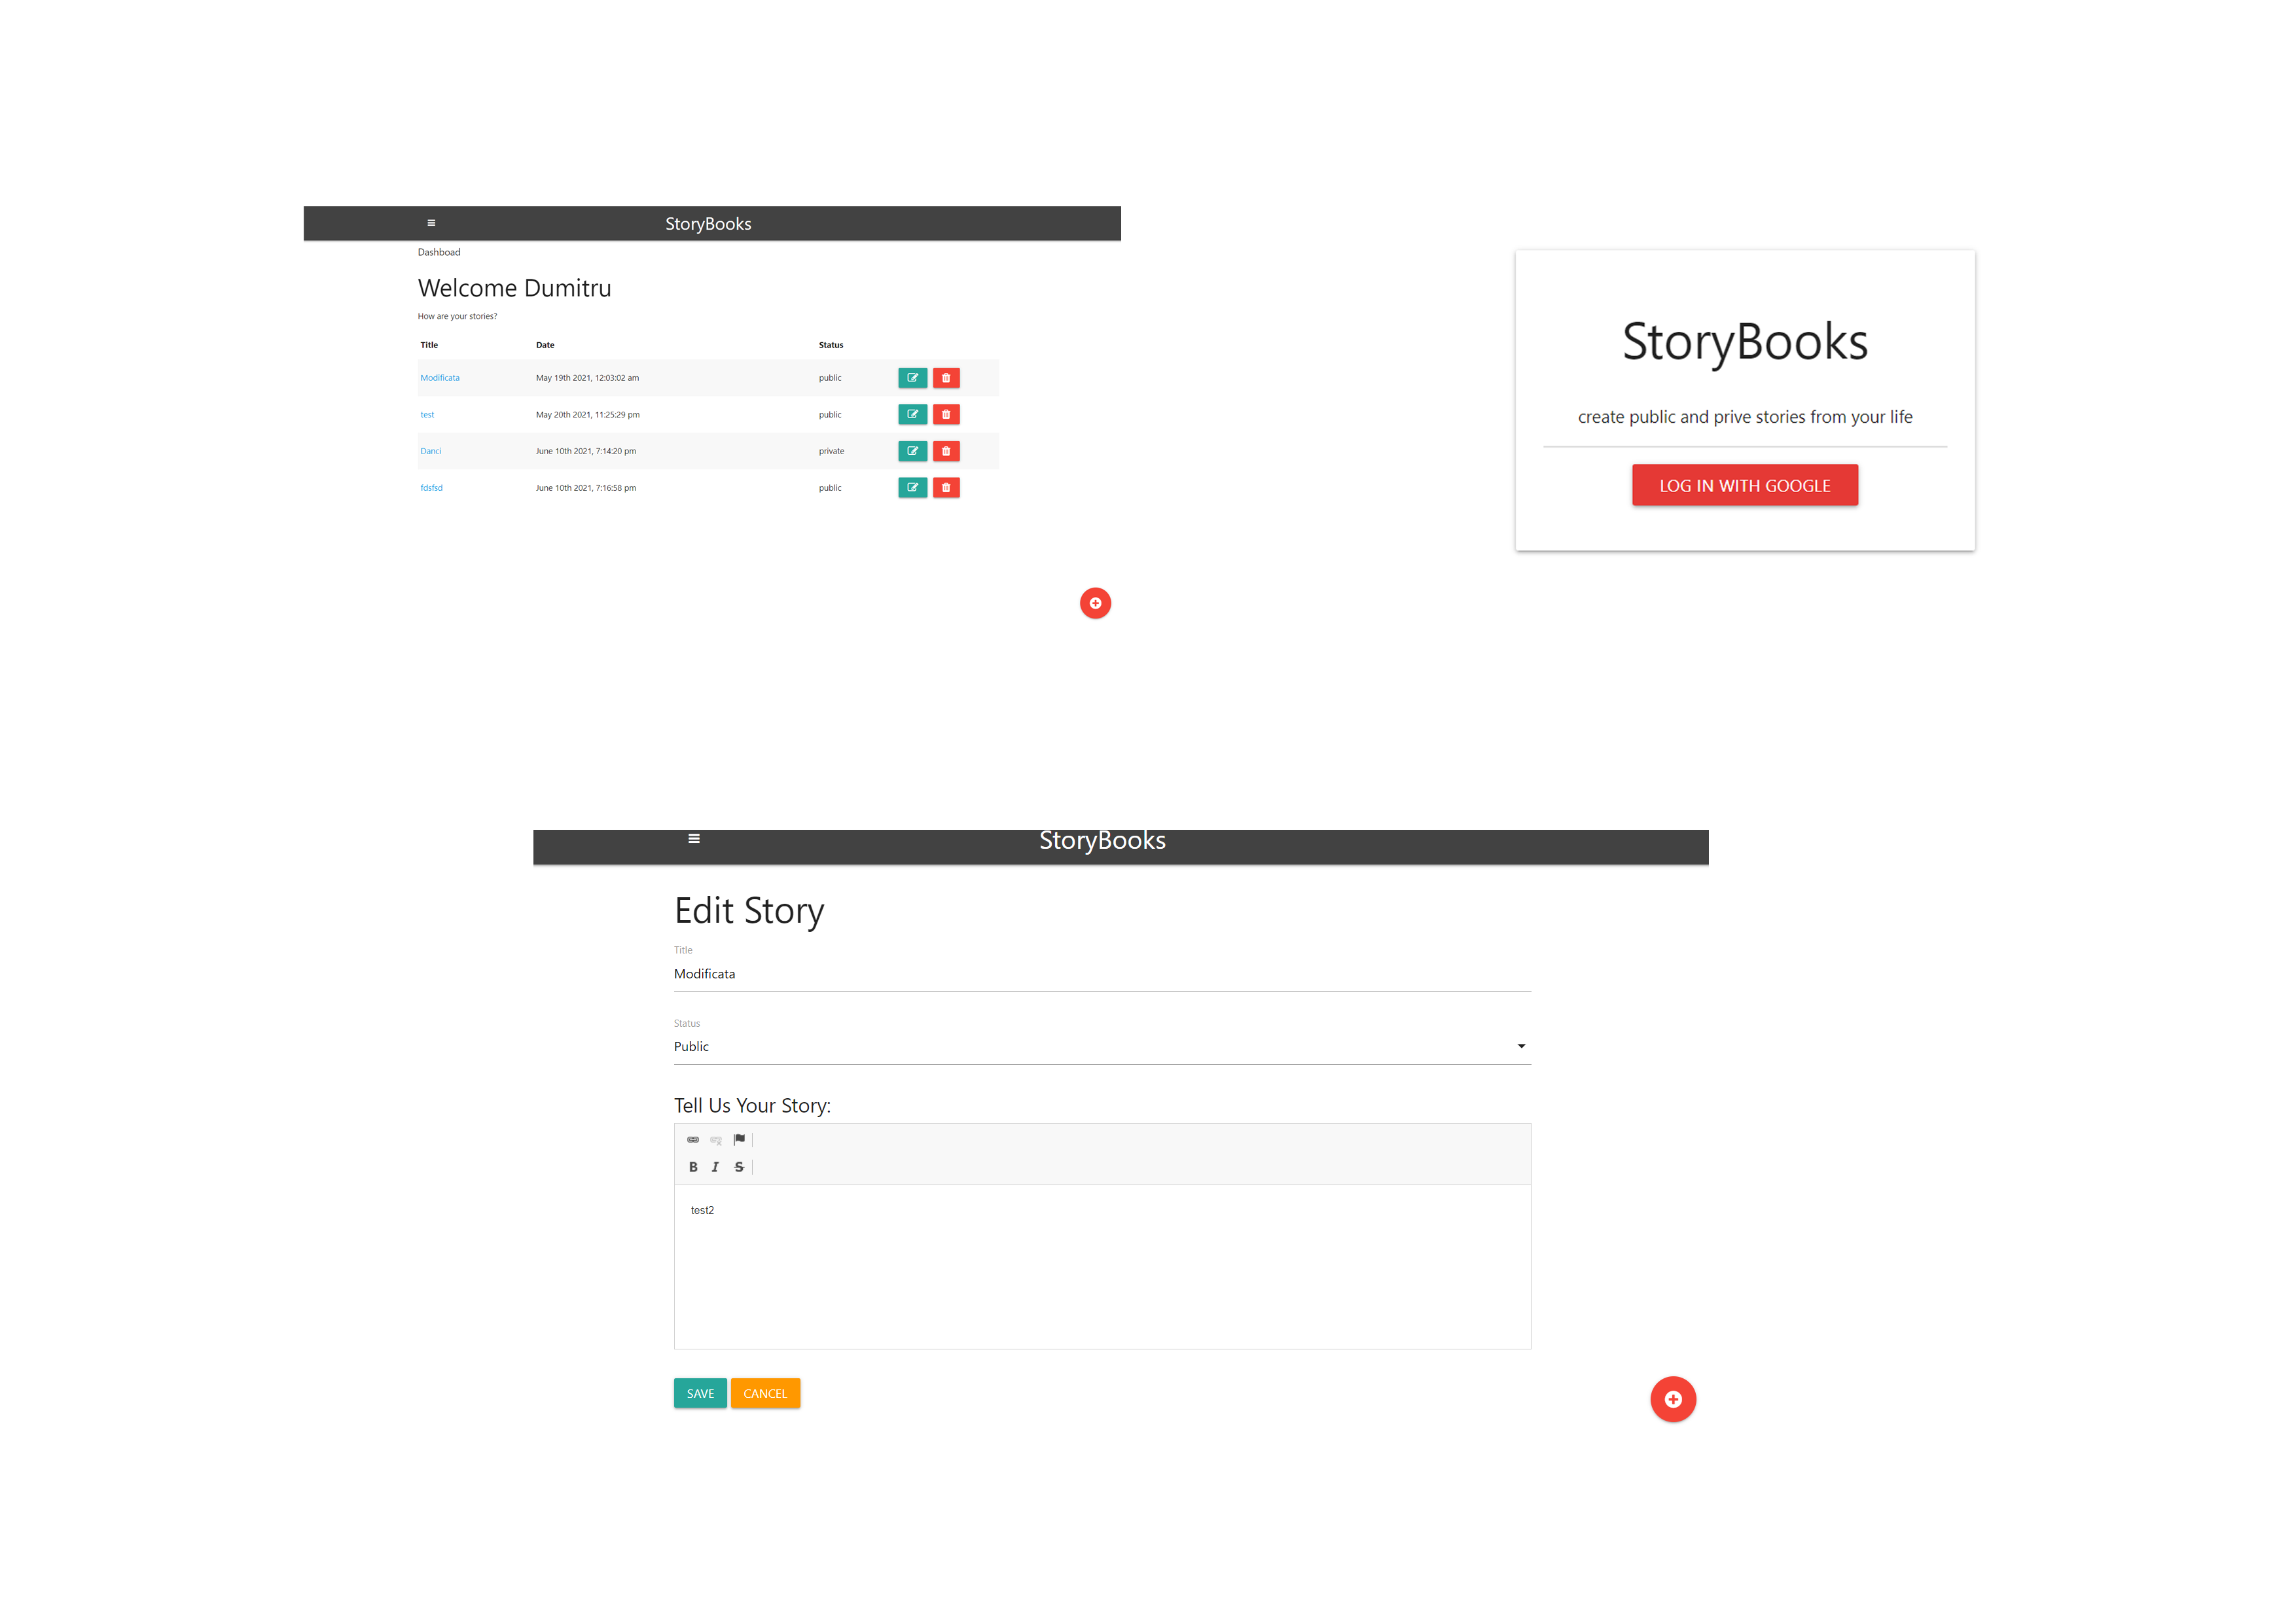 StoryBooks
Dashboad
Welcome Dumitru
How are your stories?
Title Date Status
Modificata May 19th 2021, 12:03:02 am public
test May 20th 2021, 11:25:29 pm public
Danci June 10th 2021, 7:14:20 pm private
fdsfsd June 10th 2021, 7:16:58 pm public
StoryBooks
create public and prive stories from your life
LOG IN WITH GOOGLE
StoryBooks
Edit Story
Title
Modificata
Status
Public
Tell Us Your Story:
B I S
test2
SAVE CANCEL